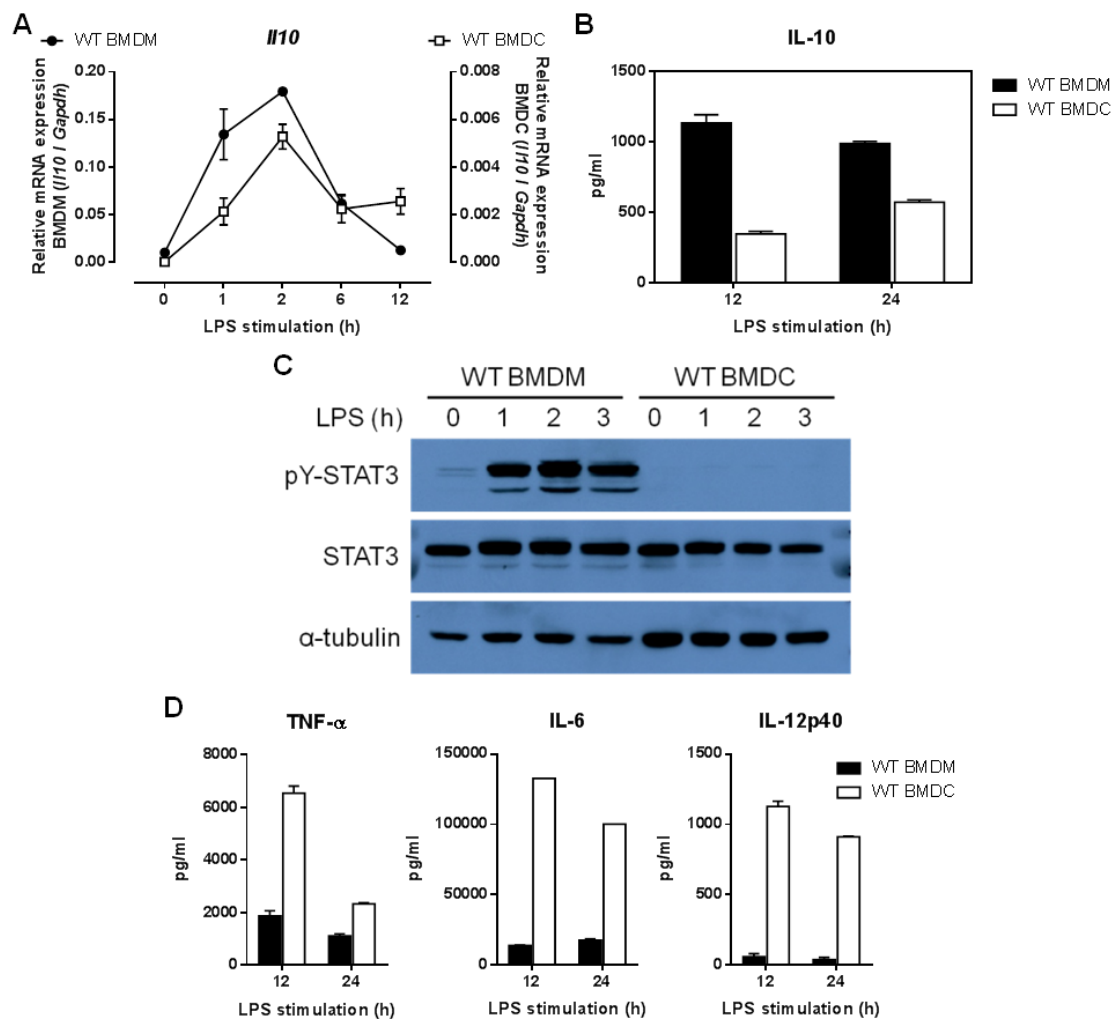 A
WT BMDM
Il10
WT BMDC
Relative mRNA expression
BMDM (Il10 / Gapdh)
0.20
0.15
0.10
0.05
0.00
0.008
0.006
0.004
0.002
0.000
Relative mRNA expression
BMDC (Il10 / Gapdh)
0 1 2 6 12
LPS stimulation (h)
B
IL-10
WT BMDM
WT BMDC
pg/ml
1500
1000
500
0
12 24
LPS stimulation (h)
C
WT BMDM WT BMDC
LPS (h) 0 1 2 3 0 1 2 3
pY-STAT3
STAT3
α-tubulin
D
TNF-α
pg/ml
8000
6000
4000
2000
0
12 24
LPS stimulation (h)
IL-6
pg/ml
150000
100000
50000
0
12 24
LPS stimulation (h)
IL-12p40
pg/ml
1500
1000
500
0
12 24
LPS stimulation (h)
WT BMDM
WT BMDC